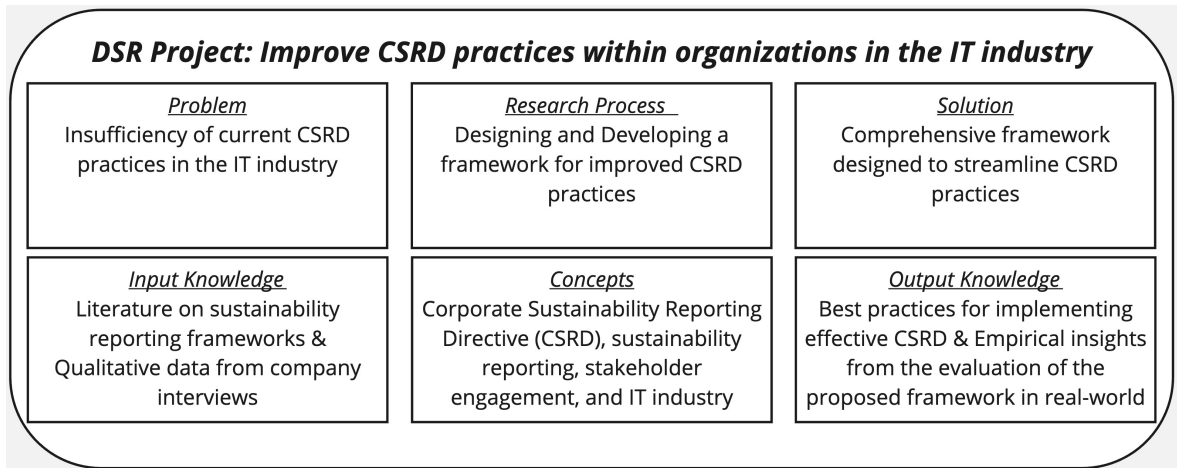 DSR Project: Improve CSRD practices within organizations in the IT industry
Problem
Insufficiency of current CSRD
practices in the IT industry
Research Process
Designing and Developing a
framework for improved CSRD
practices
Solution
Comprehensive framework
designed to streamline CSRD
practices
Input Knowledge
Literature on sustainability
reporting frameworks &
Qualitative data from company
interviews
Concepts
Corporate Sustainability Reporting
Directive (CSRD), sustainability
reporting, stakeholder
engagement, and IT industry
Output Knowledge
Best practices for implementing
effective CSRD & Empirical insights
from the evaluation of the
proposed framework in real-world